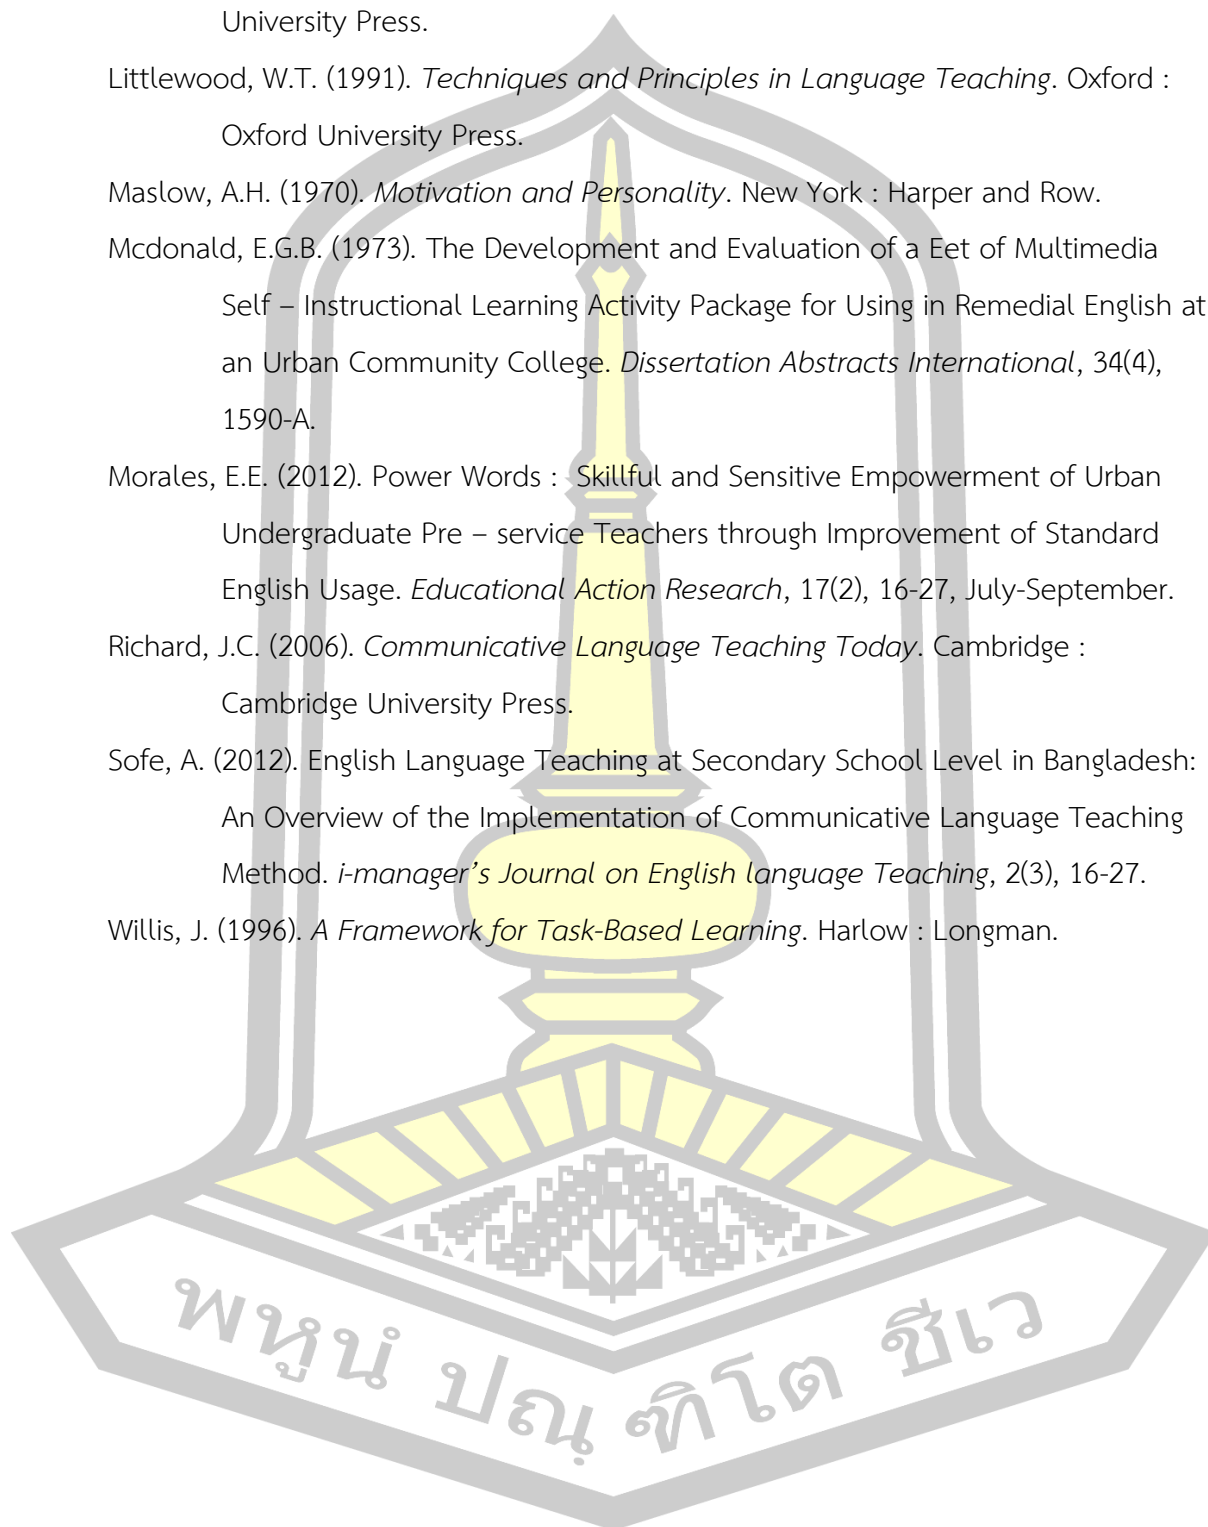 University Press.
Littlewood, W.T. (1991). Techniques and Principles in Language Teaching. Oxford :
Oxford University Press.
Maslow, A.H. (1970). Motivation and Personality. New York : Harper and Row.
Mcdonald, E.G.B. (1973). The Development and Evaluation of a Eet of Multimedia
Self – Instructional Learning Activity Package for Using in Remedial English at
an Urban Community College. Dissertation Abstracts International, 34(4),
1590-A.
Morales, E.E. (2012). Power Words :  Skillful and Sensitive Empowerment of Urban
Undergraduate Pre – service Teachers through Improvement of Standard
English Usage. Educational Action Research, 17(2), 16-27, July-September.
Richard, J.C. (2006). Communicative Language Teaching Today. Cambridge :
Cambridge University Press.
Sofe, A. (2012). English Language Teaching at Secondary School Level in Bangladesh:
An Overview of the Implementation of Communicative Language Teaching
Method. i-manager’s Journal on English language Teaching, 2(3), 16-27.
Willis, J. (1996). A Framework for Task-Based Learning. Harlow : Longman.
พหูนํ ปณฺฑิโต ชีเว